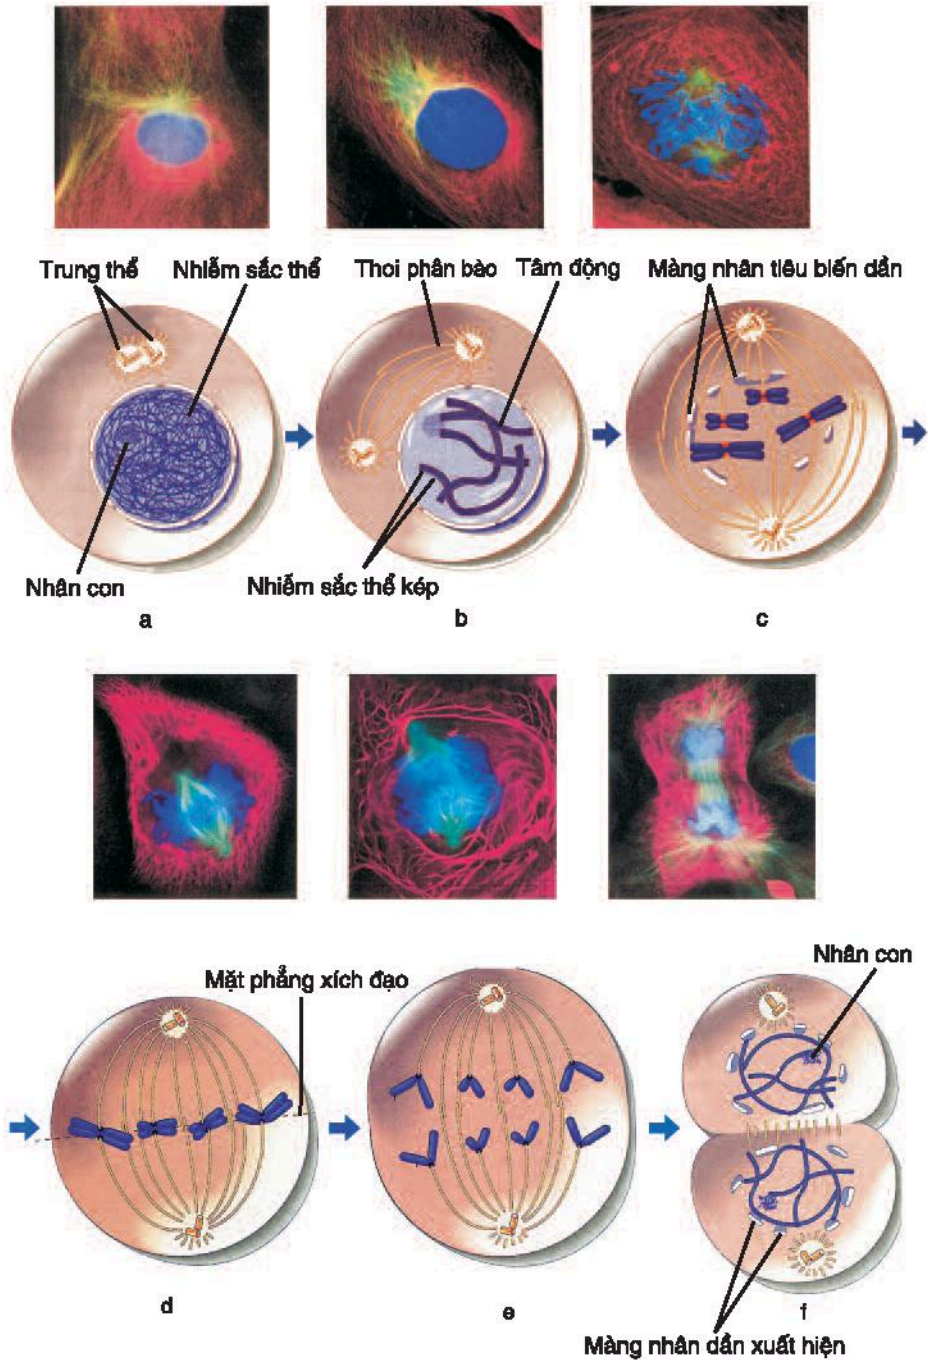 Trung thể Nhiễm sắc thể Thoi phân bào Tâm động Màng nhân tiêu biến dần
Nhân con Nhiễm sắc thể kép
a b c
Mặt phẳng xích đạo Nhân con
d e f
Màng nhân dần xuất hiện